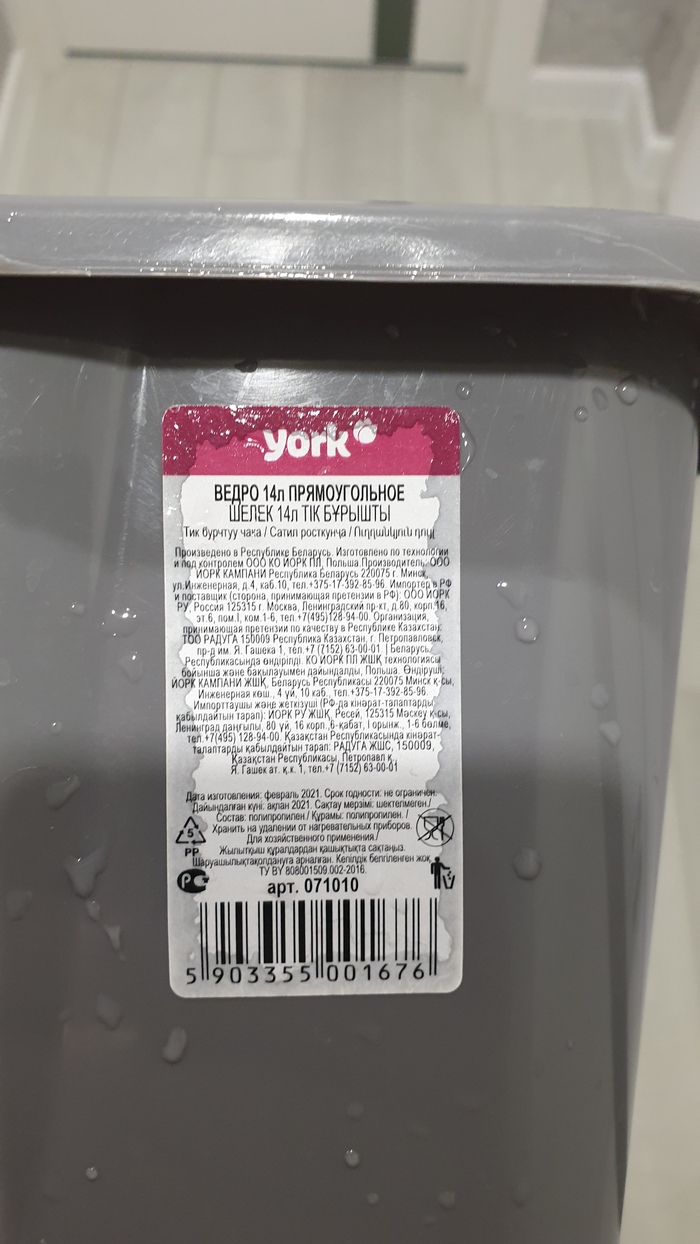 york
ВЕДРО 14л ПРЯМОУГОЛЬНОЕ
ШЕЛЕК 14л ТІК БҰРЫШТЫ
Тик бурчтуу чака / Сатил росткунча / Ուղղանկյուն դույլ
Произведено в Республике Беларусь. Изготовлено по технологии
и под контролем ООО КО ЙОРК ПЛ, Польша.Производитель: ООО
ЙОРК КАМПАНИ Республика Беларусь 220075 г. Минск,
ул.Инженерная, д.4, каб.10, тел.+375-17-392-85-96. Импортер в РФ
и поставщик (сторона, принимающая претензии в РФ): ООО ЙОРК
РУ, Россия 125315 г. Москва, Ленинградский пр-кт, д.80, корп.16,
эт.6, пом.I, ком.1-6, тел.+7(495)128-94-00. Организация,
принимающая претензии по качеству в Республике Казахстан:
ТОО РАДУГА 150009 Республика Казахстан, г. Петропавловск,
пр-д им. Я. Гашека 1, тел.+7 (7152) 63-00-01. | Беларусь
Республикасында өндірілді. КО ЙОРК ПЛ ЖШҚ технологиясы
бойынша және бақылауымен дайындалды, Польша. Өндіруші:
ЙОРК КАМПАНИ ЖШҚ, Беларусь Республикасы 220075 Минск қ-сы,
Инженерная көш., 4 үй, 10 каб., тел.+375-17-392-85-96.
Импорттаушы және жеткізуші (РФ-да кінәрат-талаптарды
қабылдайтын тарап): ЙОРК РУ ЖШҚ, Ресей, 125315 Мәскеу қ-сы,
Ленинград даңғылы, 80 үй, 16 корп.,6-қабат, I орынж., 1-6 бөлме,
тел.+7(495) 128-94-00. Қазақстан Республикасында кінәрат-
талаптарды қабылдайтын тарап: РАДУГА ЖШС, 150009,
Қазақстан Республикасы, Петропавл қ.,
Я. Гашек ат. қ.к. 1, тел.+7 (7152) 63-00-01
Дата изготовления: февраль 2021. Срок годности: не ограничен.
Дайындалған күні: ақпан 2021. Сақтау мерзімі: шектелмеген./
Состав: полипропилен./ Құрамы: полипропилен. /
Хранить на удалении от нагревательных приборов.
Для хозяйственного применения./
Жылытқыш құралдардан қашықтықта сақтаңыз.
Шаруашылықта қолдануға арналған. Кепілдік белгіленген жоқ.
ТУ BY 808001509.002-2016.
5
PP
арт. 071010
5 903355 001676